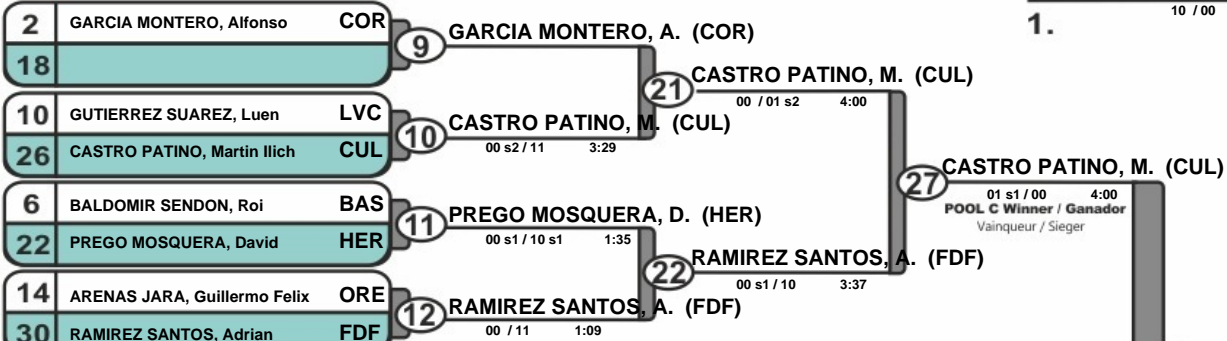 10 / 00
1.
2 GARCIA MONTERO, Alfonso COR
18
9 GARCIA MONTERO, A. (COR)
21 CASTRO PATINO, M. (CUL)
00 / 01 s2 4:00
10 GUTIERREZ SUAREZ, Luen LVC
26 CASTRO PATINO, Martin Ilich CUL
10 CASTRO PATINO, M. (CUL)
00 s2 / 11 3:29
27 CASTRO PATINO, M. (CUL)
01 s1 / 00 4:00
POOL C Winner / Ganador
Vainqueur / Sieger
6 BALDOMIR SENDON, Roi BAS
22 PREGO MOSQUERA, David HER
11 PREGO MOSQUERA, D. (HER)
00 s1 / 10 s1 1:35
22 RAMIREZ SANTOS, A. (FDF)
00 s1 / 10 3:37
14 ARENAS JARA, Guillermo Felix ORE
30 RAMIREZ SANTOS, Adrian FDF
12 RAMIREZ SANTOS, A. (FDF)
00 / 11 1:09